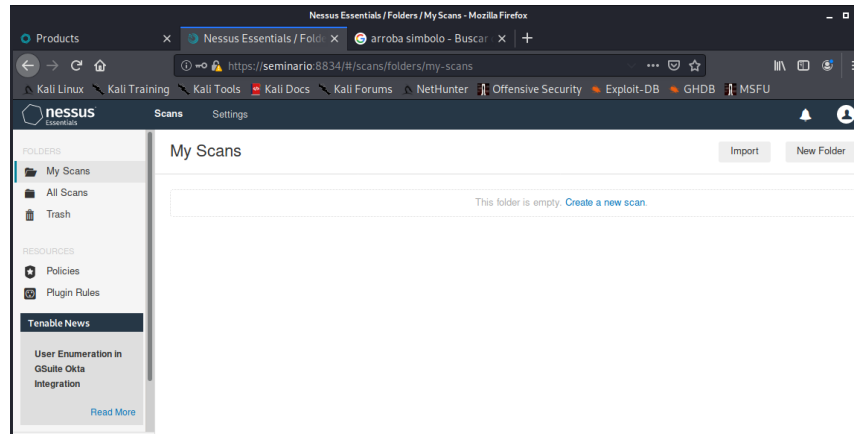 Nessus Essentials / Folders / My Scans - Mozilla Firefox
Products
Nessus Essentials / Folde
arroba simbolo - Buscar
https://seminario:8834/#/scans/folders/my-scans
Kali Linux Kali Training Kali Tools Kali Docs Kali Forums NetHunter Offensive Security Exploit-DB GHDB MSFU
nessus
Essentials
Scans Settings
FOLDERS
My Scans
All Scans
Trash
RESOURCES
Policies
Plugin Rules
Tenable News
User Enumeration in
GSuite Okta
Integration
Read More
My Scans
Import New Folder
This folder is empty. Create a new scan.